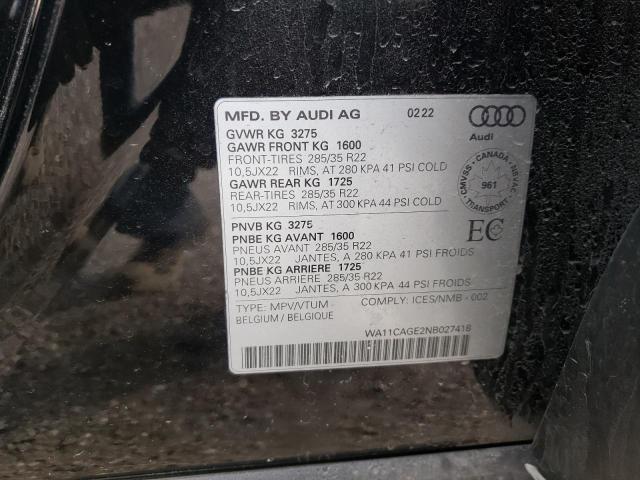 MFD. BY AUDI AG 0222
Audi
GVWR KG 3275
GAWR FRONT KG 1600
FRONT-TIRES 285/35 R22
10,5JX22 RIMS, AT 280 KPA 41 PSI COLD
GAWR REAR KG 1725
REAR-TIRES 285/35 R22
10,5JX22 RIMS, AT 300 KPA 44 PSI COLD
CMVSS - CANADA - NSVAC
961
TRANSPORT
PNVB KG 3275
PNBE KG AVANT 1600
PNEUS AVANT 285/35 R22
10,5JX22 JANTES, A 280 KPA 41 PSI FROIDS
PNBE KG ARRIERE 1725
PNEUS ARRIERE 285/35 R22
10,5JX22 JANTES, A 300 KPA 44 PSI FROIDS
EC
TYPE: MPV/VTUM - COMPLY: ICES/NMB - 002
BELGIUM / BELGIQUE
WA11CAGE2NB027418